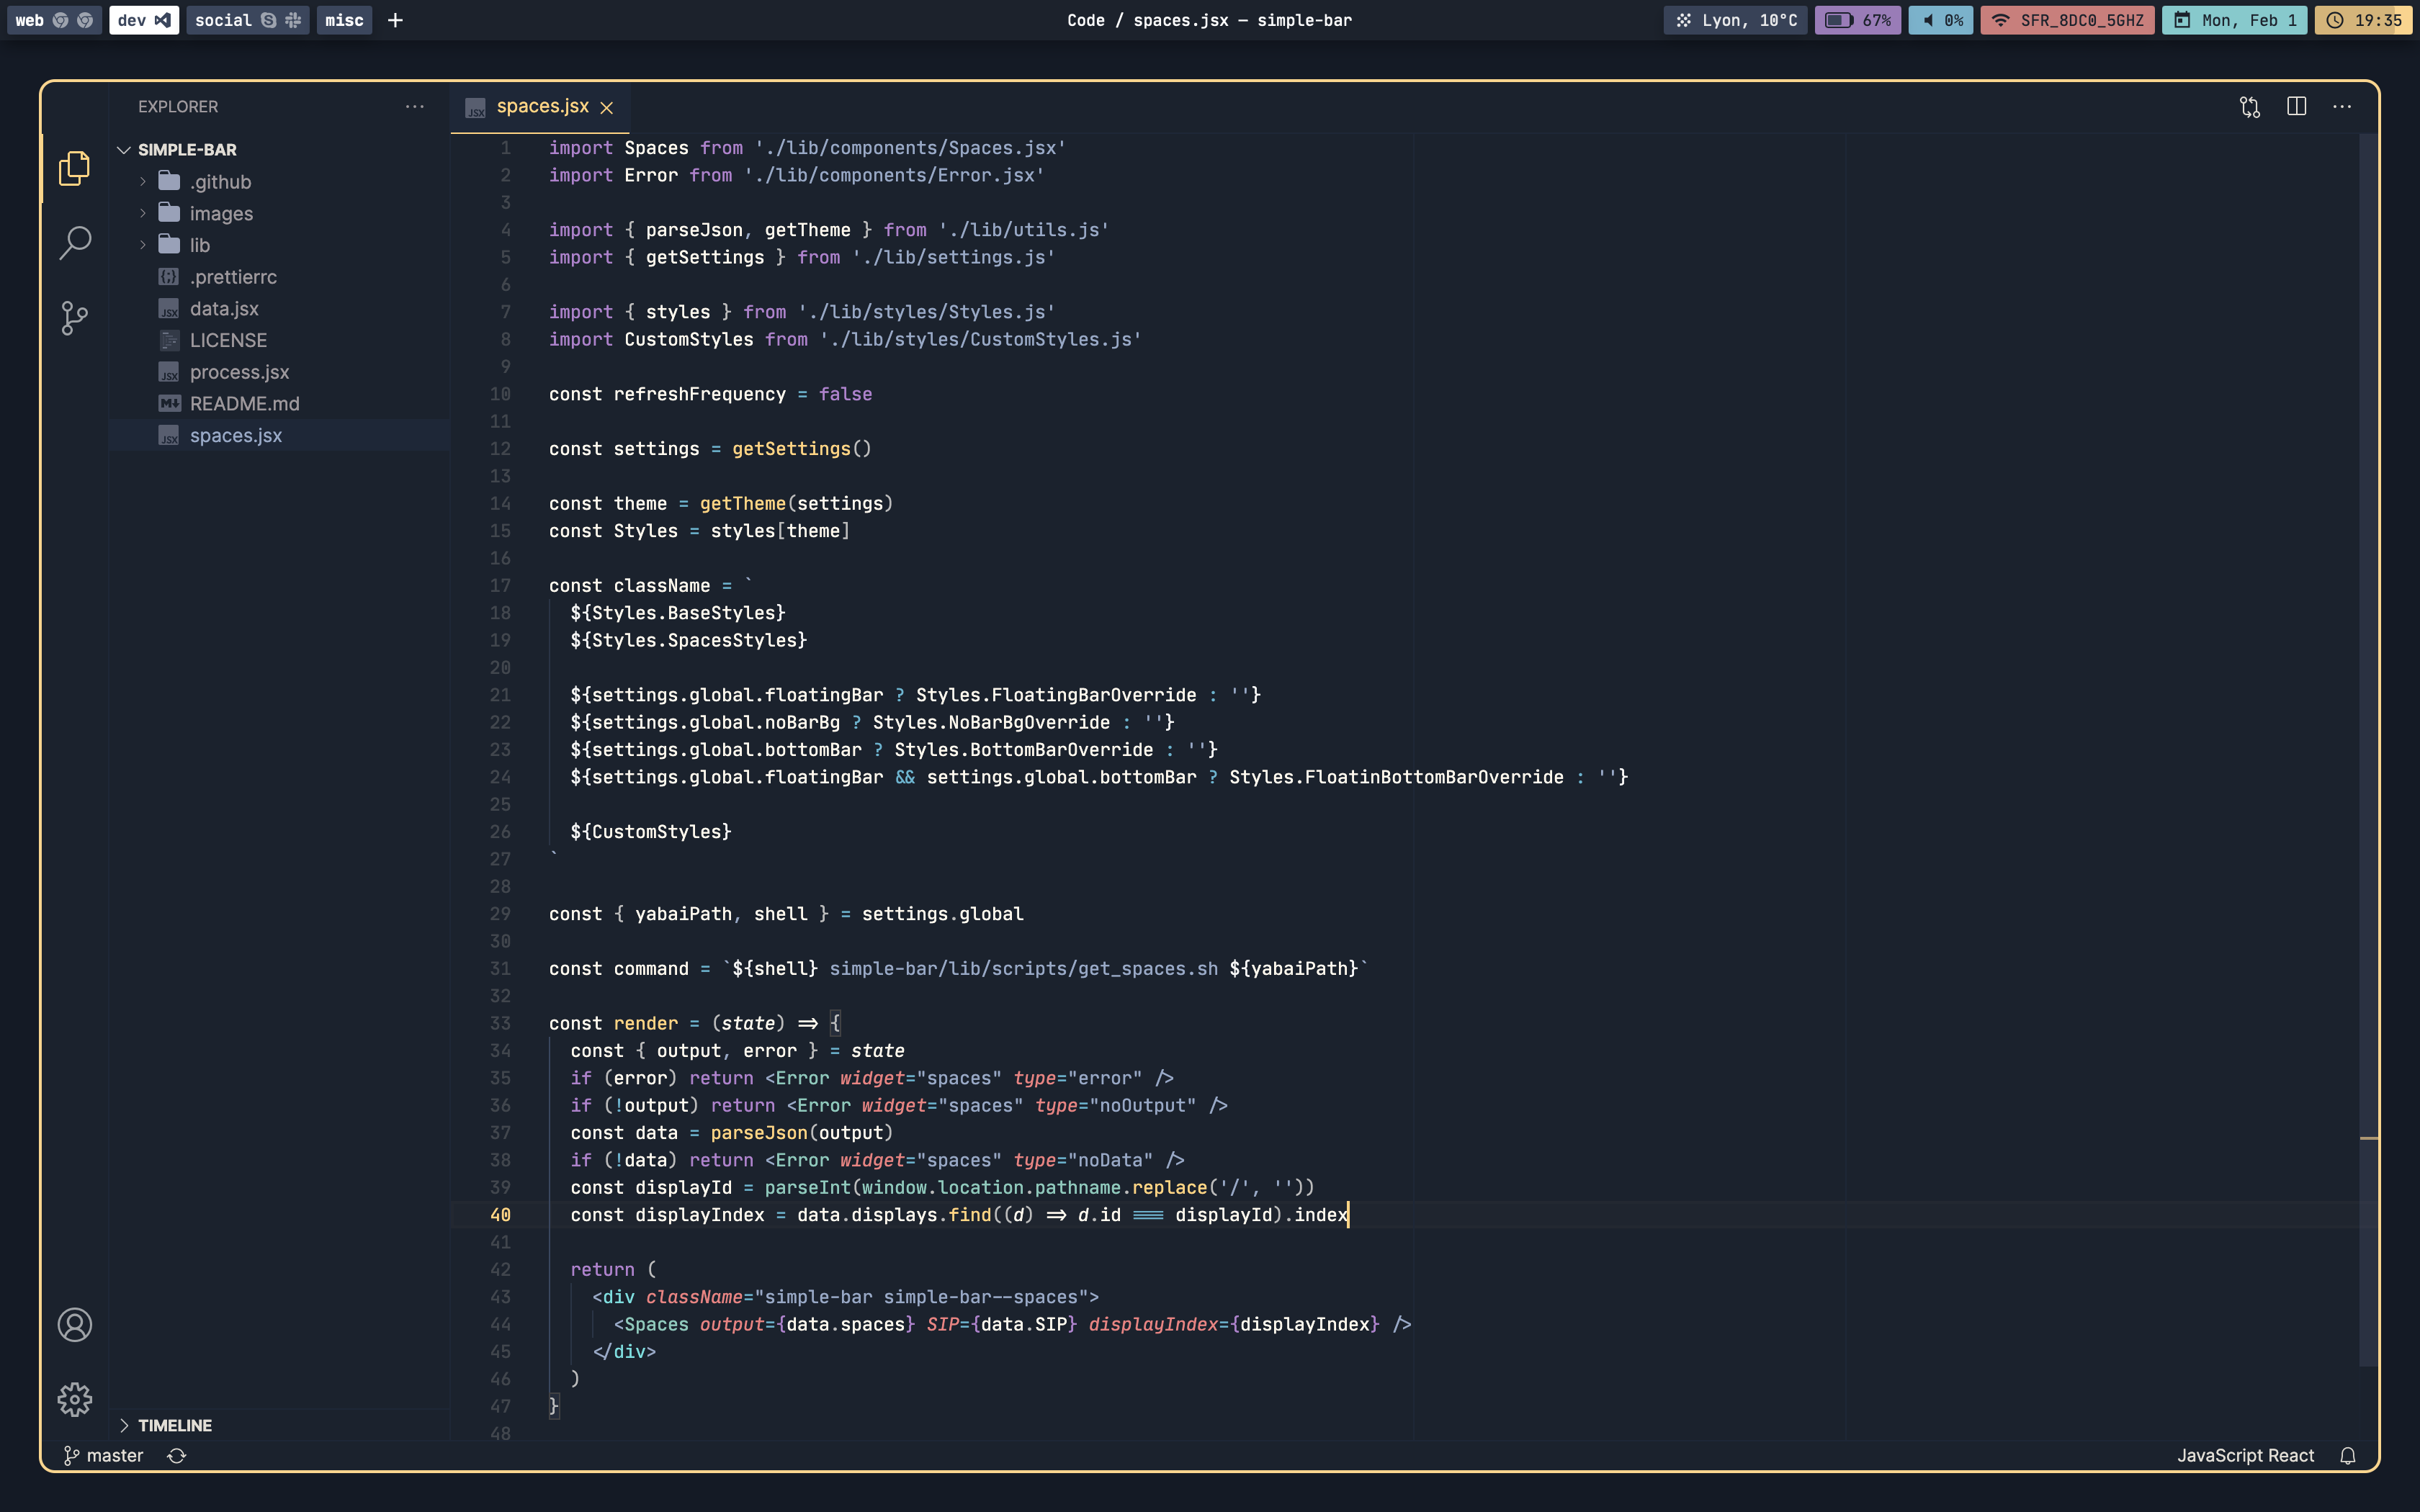 web dev social misc + Code / spaces.jsx — simple-bar Lyon, 10°C 67% 0% SFR_8DC0_5GHZ Mon, Feb 1 19:35
EXPLORER ···
SIMPLE-BAR
.github
images
lib
.prettierrc
data.jsx
LICENSE
process.jsx
README.md
spaces.jsx
TIMELINE
spaces.jsx
1 import Spaces from './lib/components/Spaces.jsx'
2 import Error from './lib/components/Error.jsx'
3
4 import { parseJson, getTheme } from './lib/utils.js'
5 import { getSettings } from './lib/settings.js'
6
7 import { styles } from './lib/styles/Styles.js'
8 import CustomStyles from './lib/styles/CustomStyles.js'
9
10 const refreshFrequency = false
11
12 const settings = getSettings()
13
14 const theme = getTheme(settings)
15 const Styles = styles[theme]
16
17 const className = `
18   ${Styles.BaseStyles}
19   ${Styles.SpacesStyles}
20
21   ${settings.global.floatingBar ? Styles.FloatingBarOverride : ''}
22   ${settings.global.noBarBg ? Styles.NoBarBgOverride : ''}
23   ${settings.global.bottomBar ? Styles.BottomBarOverride : ''}
24   ${settings.global.floatingBar && settings.global.bottomBar ? Styles.FloatinBottomBarOverride : ''}
25
26   ${CustomStyles}
27 `
28
29 const { yabaiPath, shell } = settings.global
30
31 const command = `${shell} simple-bar/lib/scripts/get_spaces.sh ${yabaiPath}`
32
33 const render = (state) => {
34   const { output, error } = state
35   if (error) return <Error widget="spaces" type="error" />
36   if (!output) return <Error widget="spaces" type="noOutput" />
37   const data = parseJson(output)
38   if (!data) return <Error widget="spaces" type="noData" />
39   const displayId = parseInt(window.location.pathname.replace('/', ''))
40   const displayIndex = data.displays.find((d) => d.id === displayId).index
41
42   return (
43     <div className="simple-bar simple-bar--spaces">
44       <Spaces output={data.spaces} SIP={data.SIP} displayIndex={displayIndex} />
45     </div>
46   )
47 }
48
master JavaScript React